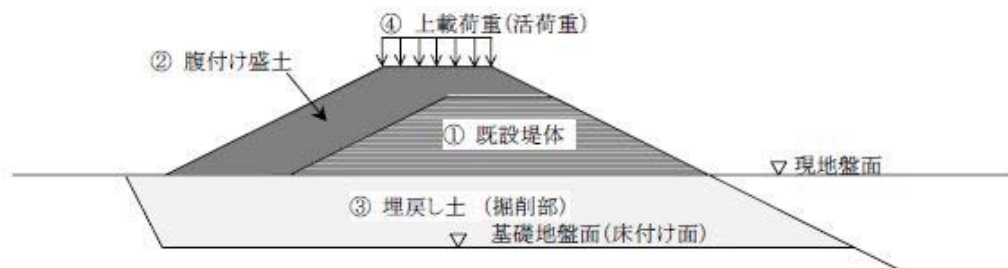 ④ 上載荷重(活荷重)
② 腹付け盛土
① 既設堤体
▽現地盤面
③ 埋戻し土 (掘削部)
▽ 基礎地盤面(床付け面)